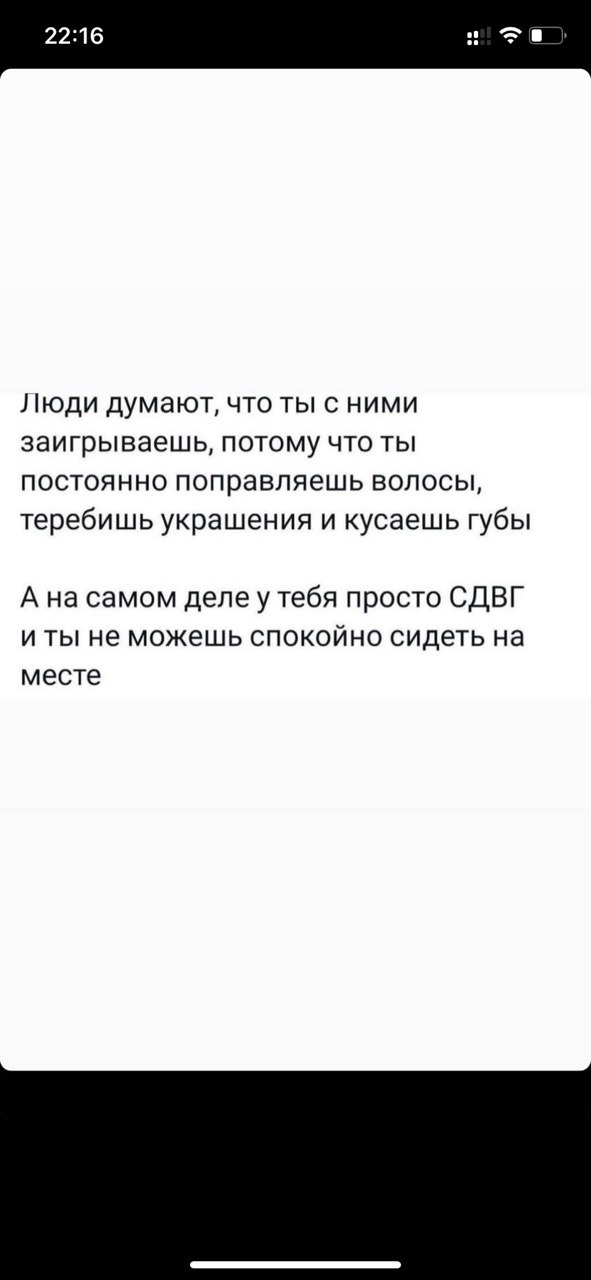 22:16
Люди думают, что ты с ними
заигрываешь, потому что ты
постоянно поправляешь волосы,
теребишь украшения и кусаешь губы
А на самом деле у тебя просто СДВГ
и ты не можешь спокойно сидеть на
месте